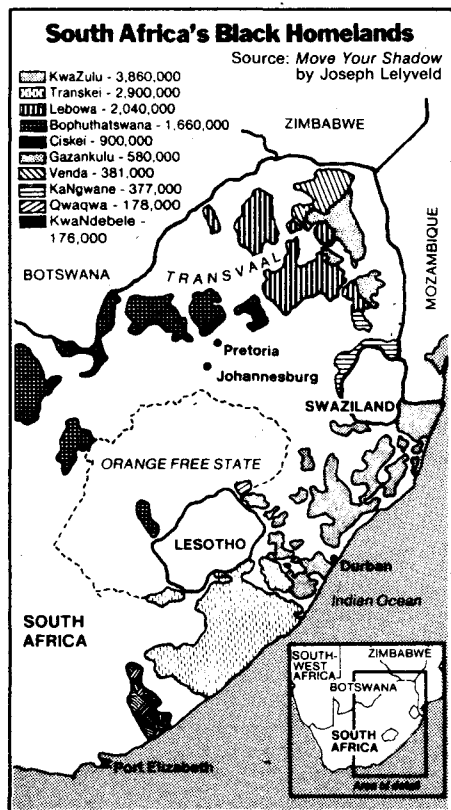 South Africa's Black Homelands
Source: Move Your Shadow
by Joseph Lelyveld
KwaZulu - 3,860,000
Transkei - 2,900,000
Lebowa - 2,040,000
Bophuthatswana - 1,660,000
Ciskei - 900,000
Gazankulu - 580,000
Venda - 381,000
KaNgwane - 377,000
Qwaqwa - 178,000
KwaNdebele -
176,000
ZIMBABWE
BOTSWANA
TRANSVAAL
MOZAMBIQUE
Pretoria
Johannesburg
SWAZILAND
ORANGE FREE STATE
LESOTHO
Durban
Indian Ocean
SOUTH
AFRICA
Port Elizabeth
SOUTH-
WEST
AFRICA
ZIMBABWE
BOTSWANA
SOUTH
AFRICA
Area of detail